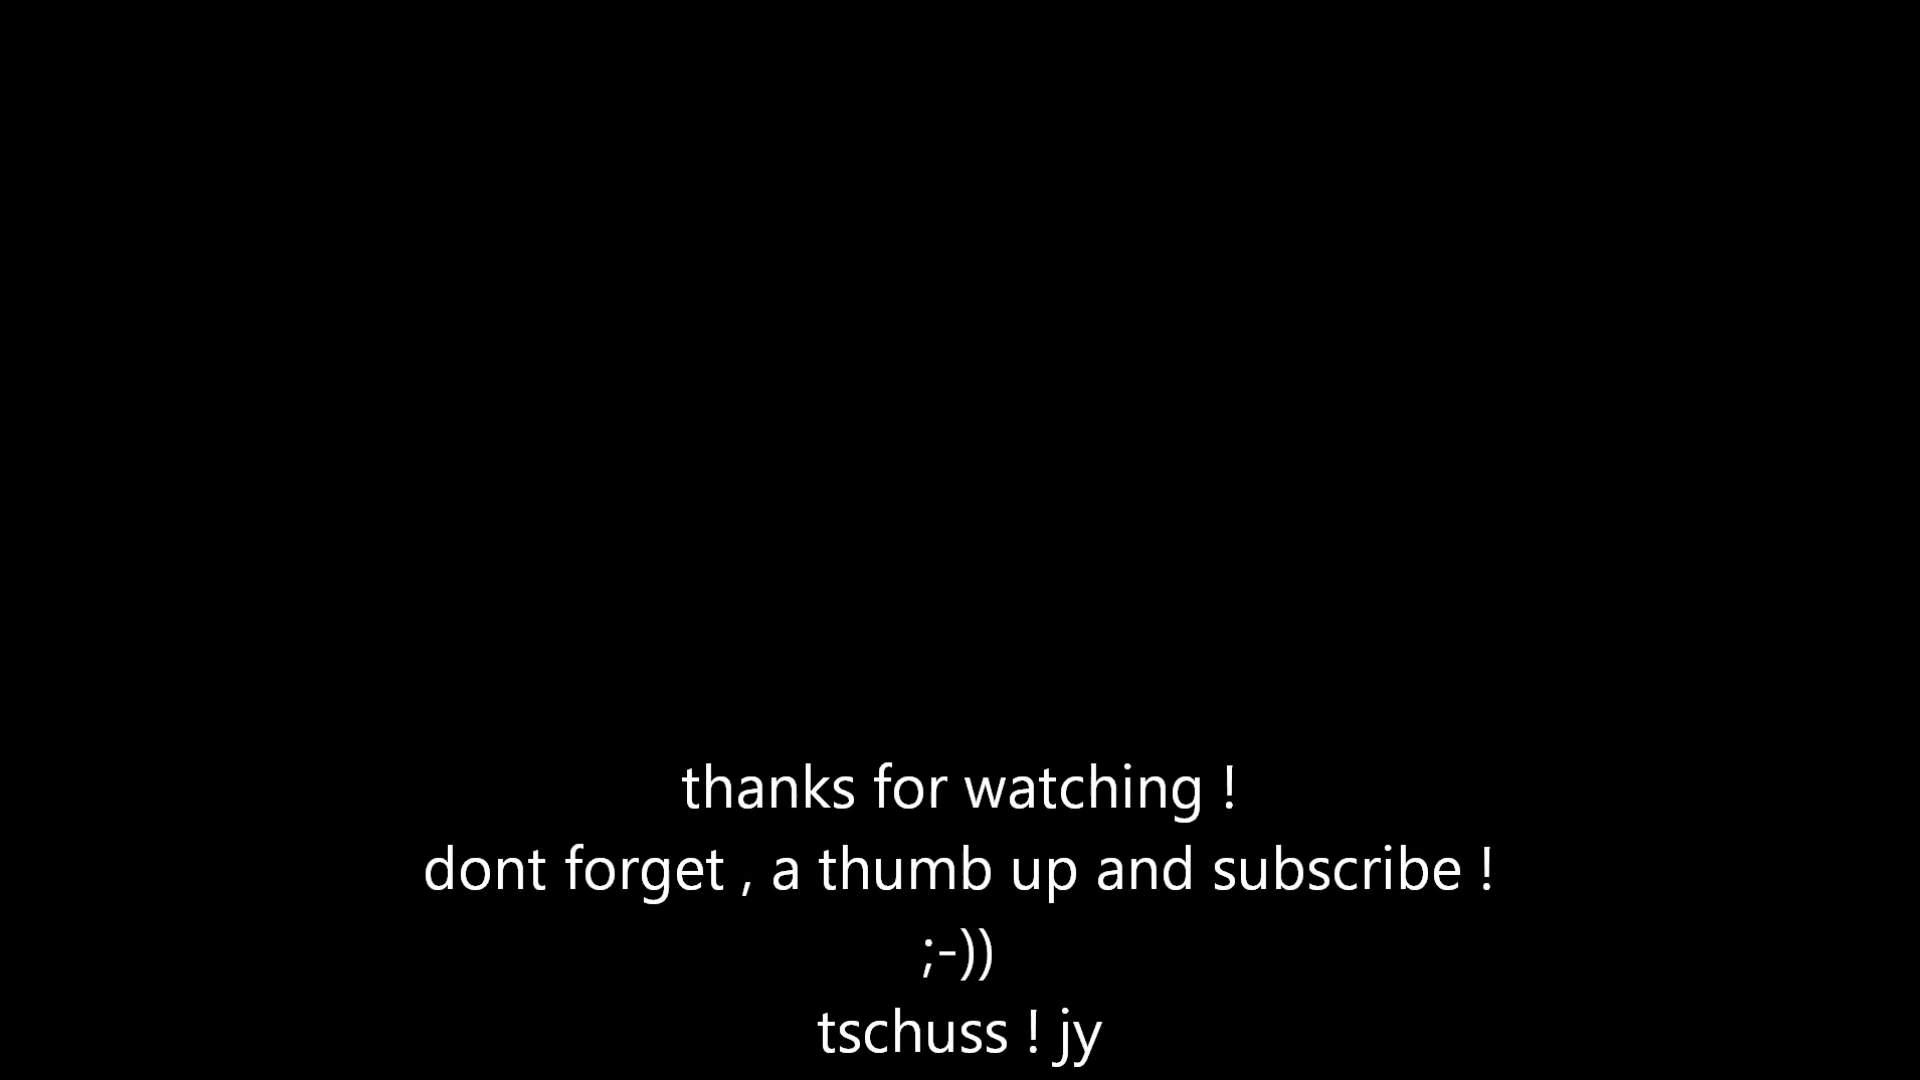 thanks for watching !
dont forget , a thumb up and subscribe !
;-))
tschuss ! jy